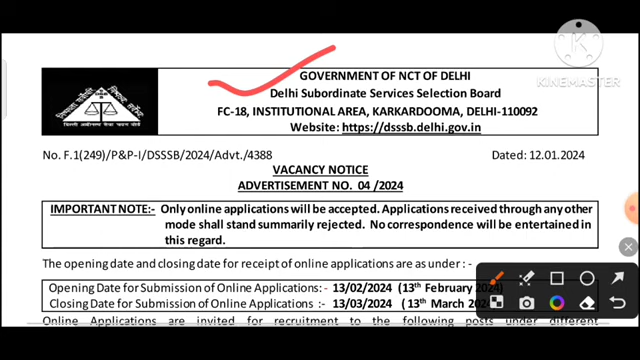 GOVERNMENT OF NCT OF DELHI
Delhi Subordinate Services Selection Board
FC-18, INSTITUTIONAL AREA, KARKARDOOMA, DELHI-110092
Website: https://dsssb.delhi.gov.in
KINEMASTER
No. F.1(249)/P&P-I/DSSSB/2024/Advt./4388 Dated: 12.01.2024
VACANCY NOTICE
ADVERTISEMENT NO. 04 /2024
IMPORTANT NOTE:- Only online applications will be accepted. Applications received through any other
mode shall stand summarily rejected. No correspondence will be entertained in
this regard.
The opening date and closing date for receipt of online applications are as under : -
Opening Date for Submission of Online Applications: - 13/02/2024 (13th February 2024)
Closing Date for Submission of Online Applications :- 13/03/2024 (13th March 2024
Online Applications are invited for recruitment to the following posts under different